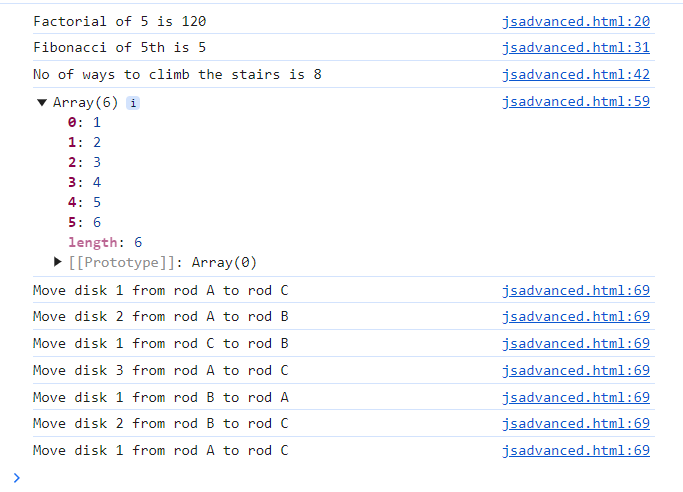 Factorial of 5 is 120 jsadvanced.html:20
Fibonacci of 5th is 5 jsadvanced.html:31
No of ways to climb the stairs is 8 jsadvanced.html:42
▼ Array(6) i jsadvanced.html:59
0: 1
1: 2
2: 3
3: 4
4: 5
5: 6
length: 6
▶ [[Prototype]]: Array(0)
Move disk 1 from rod A to rod C jsadvanced.html:69
Move disk 2 from rod A to rod B jsadvanced.html:69
Move disk 1 from rod C to rod B jsadvanced.html:69
Move disk 3 from rod A to rod C jsadvanced.html:69
Move disk 1 from rod B to rod A jsadvanced.html:69
Move disk 2 from rod B to rod C jsadvanced.html:69
Move disk 1 from rod A to rod C jsadvanced.html:69
>